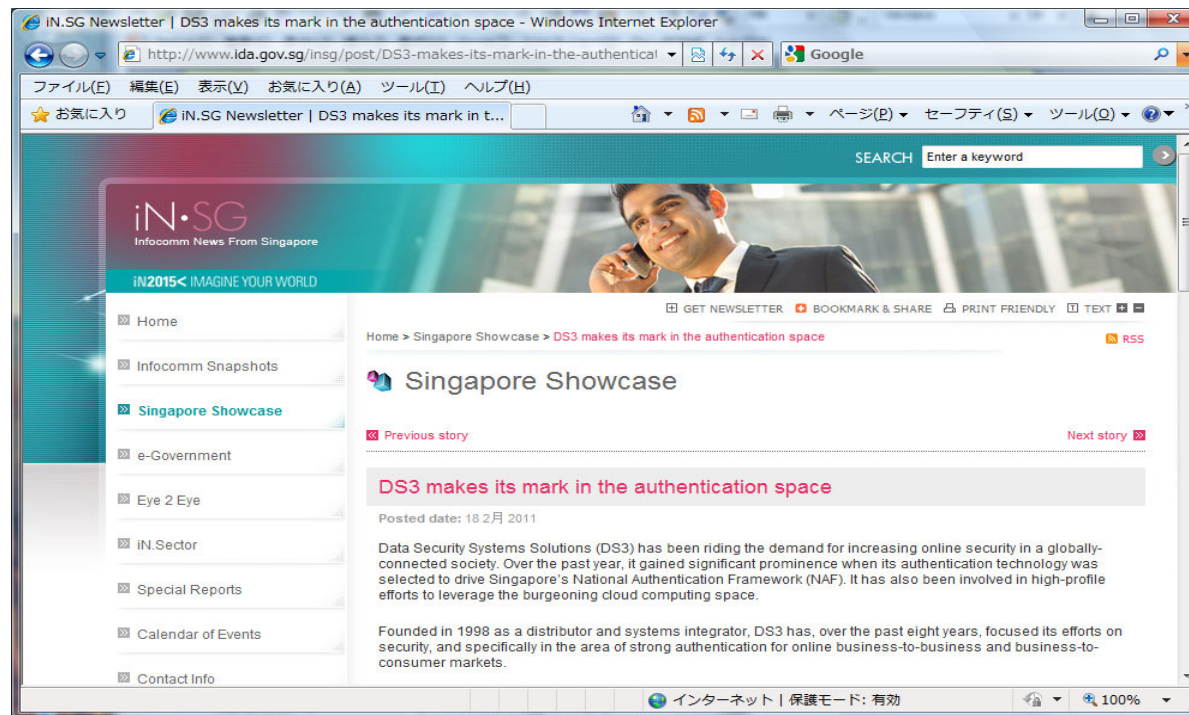 iN.SG Newsletter | DS3 makes its mark in the authentication space - Windows Internet Explorer
http://www.ida.gov.sg/insg/post/DS3-makes-its-mark-in-the-authenticat
Google
ファイル(F) 編集(E) 表示(V) お気に入り(A) ツール(T) ヘルプ(H)
お気に入り iN.SG Newsletter | DS3 makes its mark in t... ページ(P) セーフティ(S) ツール(O)
SEARCH Enter a keyword
iN•SG
Infocomm News From Singapore
iN2015< IMAGINE YOUR WORLD
GET NEWSLETTER BOOKMARK & SHARE PRINT FRIENDLY TEXT
Home > Singapore Showcase > DS3 makes its mark in the authentication space
RSS
Home
Infocomm Snapshots
Singapore Showcase
e-Government
Eye 2 Eye
iN.Sector
Special Reports
Calendar of Events
Contact Info
Singapore Showcase
Previous story Next story
DS3 makes its mark in the authentication space
Posted date: 18 2月 2011
Data Security Systems Solutions (DS3) has been riding the demand for increasing online security in a globally-
connected society. Over the past year, it gained significant prominence when its authentication technology was
selected to drive Singapore's National Authentication Framework (NAF). It has also been involved in high-profile
efforts to leverage the burgeoning cloud computing space.
Founded in 1998 as a distributor and systems integrator, DS3 has, over the past eight years, focused its efforts on
security, and specifically in the area of strong authentication for online business-to-business and business-to-
consumer markets.
インターネット | 保護モード: 有効
100%